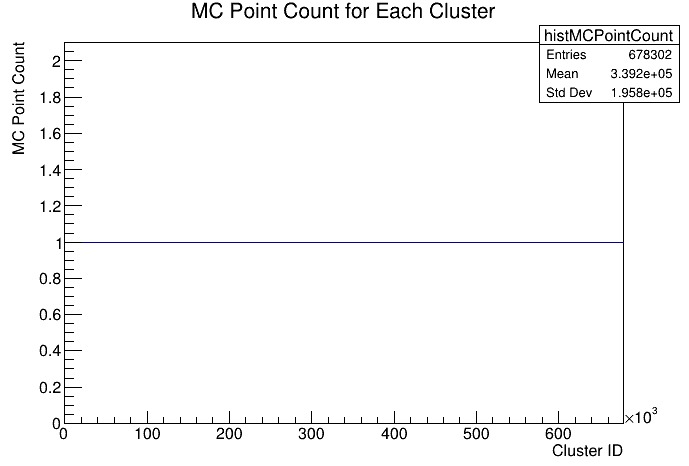 MC Point Count for Each Cluster
histMCPointCount
Entries 678302
Mean 3.392e+05
Std Dev 1.958e+05
MC Point Count
2
1.8
1.6
1.4
1.2
1
0.8
0.6
0.4
0.2
0
0 100 200 300 400 500 600 ×10³
Cluster ID